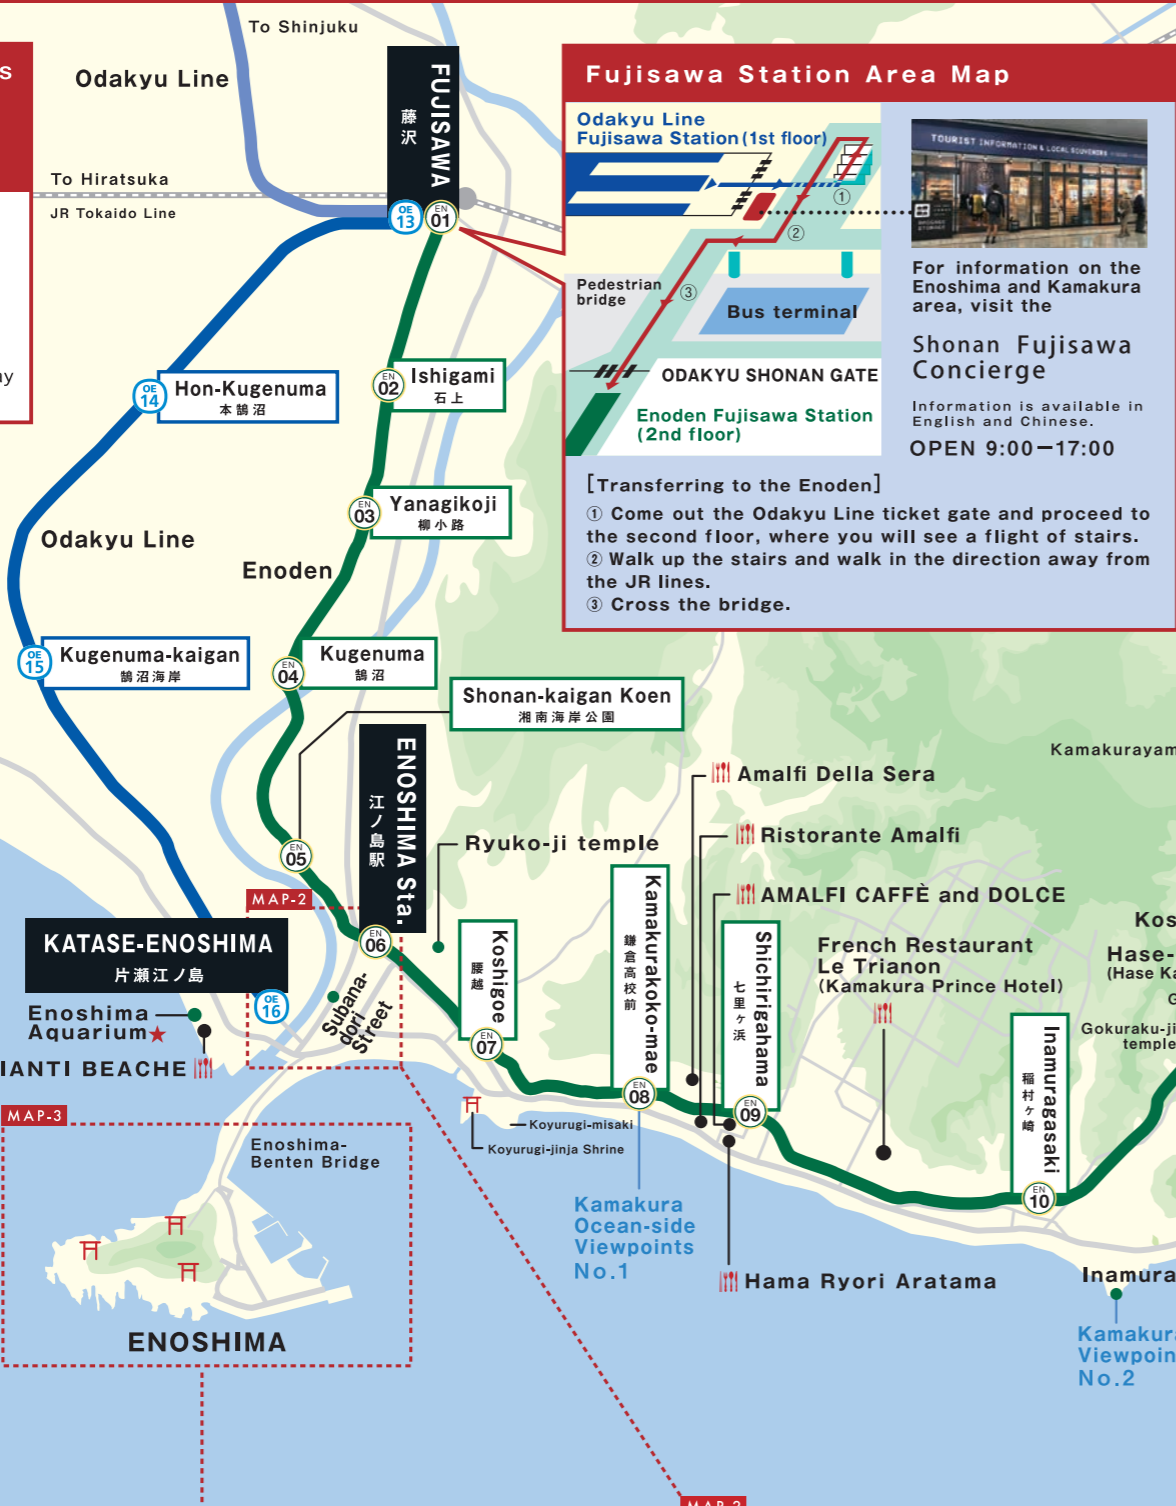 To Shinjuku
Odakyu Line
S
To Hiratsuka
JR Tokaido Line
ay
FUJISAWA
藤沢
OE
13
EN
01
Fujisawa Station Area Map
Odakyu Line
Fujisawa Station (1st floor)
①
②
③
Pedestrian
bridge
Bus terminal
ODAKYU SHONAN GATE
Enoden Fujisawa Station
(2nd floor)
TOURIST INFORMATION & LOCAL SOUVENIRS
For information on the
Enoshima and Kamakura
area, visit the
Shonan Fujisawa
Concierge
Information is available in
English and Chinese.
OPEN 9:00－17:00
[Transferring to the Enoden]
① Come out the Odakyu Line ticket gate and proceed to
the second floor, where you will see a flight of stairs.
② Walk up the stairs and walk in the direction away from
the JR lines.
③ Cross the bridge.
OE
14
Hon-Kugenuma
本鵠沼
EN
02
Ishigami
石上
EN
03
Yanagikoji
柳小路
Odakyu Line
Enoden
OE
15
Kugenuma-kaigan
鵠沼海岸
EN
04
Kugenuma
鵠沼
Shonan-kaigan Koen
湘南海岸公園
EN
05
ENOSHIMA Sta.
江ノ島駅
EN
06
Ryuko-ji temple
Kamakurayam
Amalfi Della Sera
Ristorante Amalfi
AMALFI CAFFÈ and DOLCE
French Restaurant
Le Trianon
(Kamakura Prince Hotel)
MAP-2
KATASE-ENOSHIMA
片瀬江ノ島
OE
16
Enoshima
Aquarium★
IANTI BEACHE
Subana-
dori
Street
Koshigoe
腰越
EN
07
Kamakurakoko-mae
鎌倉高校前
EN
08
Shichirigahama
七里ヶ浜
EN
09
Inamuragasaki
稲村ヶ崎
EN
10
Kos
Hase-
(Hase Ka
G
Gokuraku-ji
temple
MAP-3
Enoshima-
Benten Bridge
ENOSHIMA
Koyurugi-misaki
Koyurugi-jinja Shrine
Kamakura
Ocean-side
Viewpoints
No.1
Hama Ryori Aratama
Inamura
Kamakura
Viewpoin
No.2
MAP-2